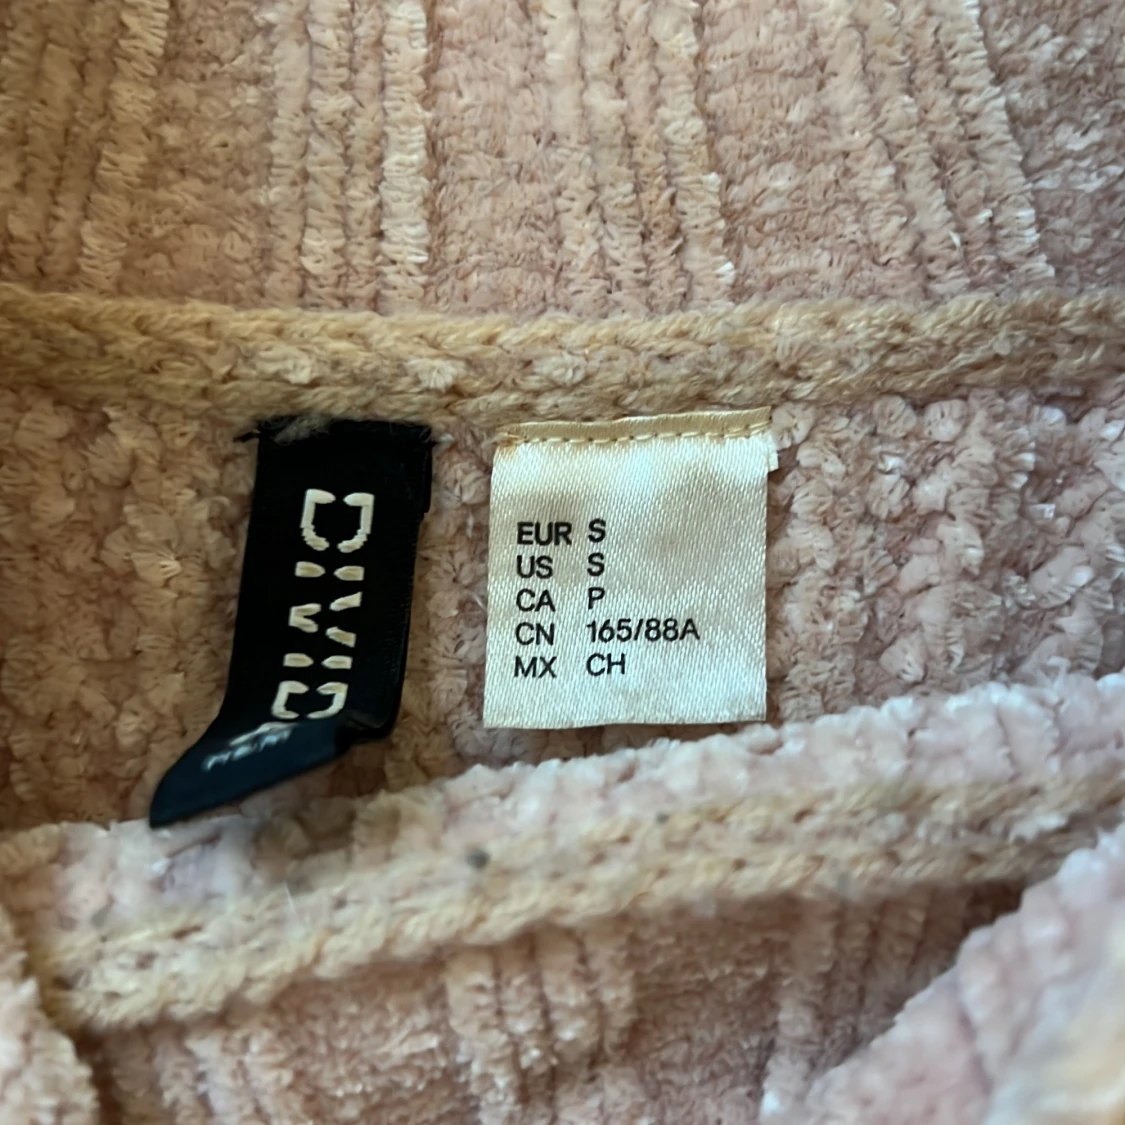 DIVIDED
EUR S
US S
CA P
CN 165/88A
MX CH